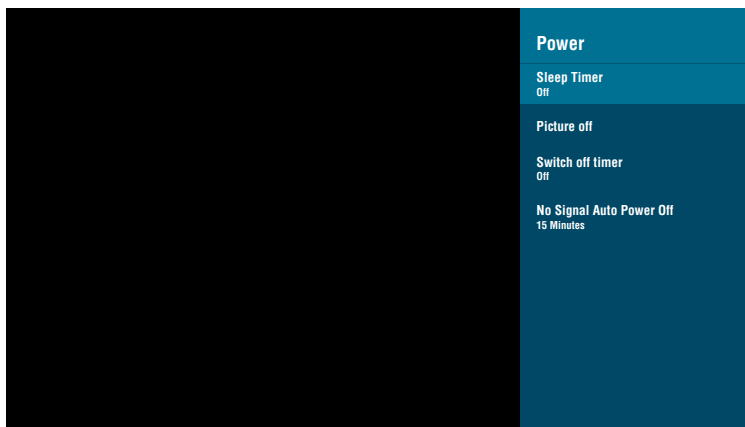 Power
Sleep Timer
Off
Picture off
Switch off timer
Off
No Signal Auto Power Off
15 Minutes